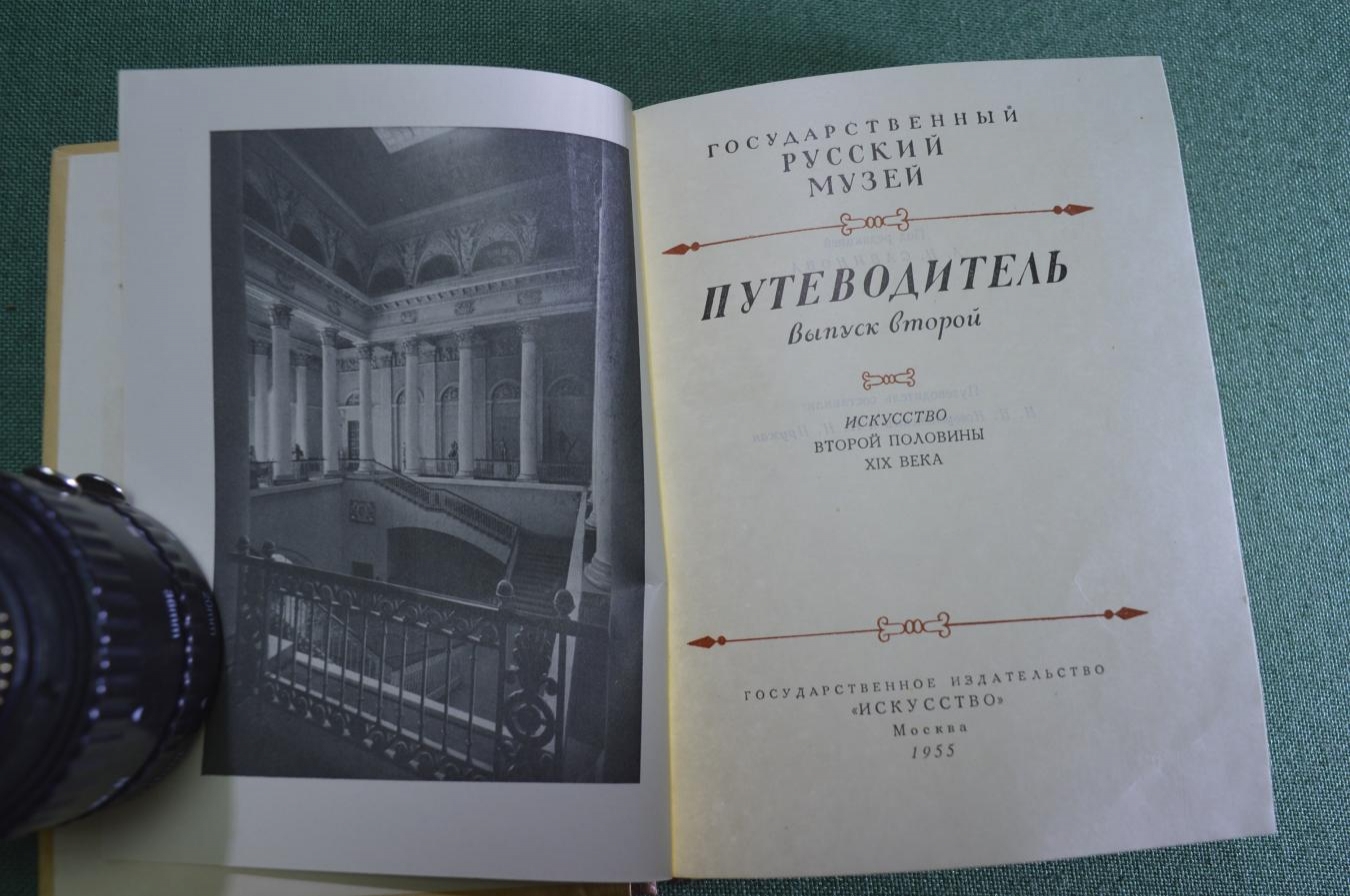 ГОСУДАРСТВЕННЫЙ
РУССКИЙ
МУЗЕЙ
ПУТЕВОДИТЕЛЬ
Выпуск второй
ИСКУССТВО
ВТОРОЙ ПОЛОВИНЫ
XIX ВЕКА
ГОСУДАРСТВЕННОЕ ИЗДАТЕЛЬСТВО
«ИСКУССТВО»
Москва
1955